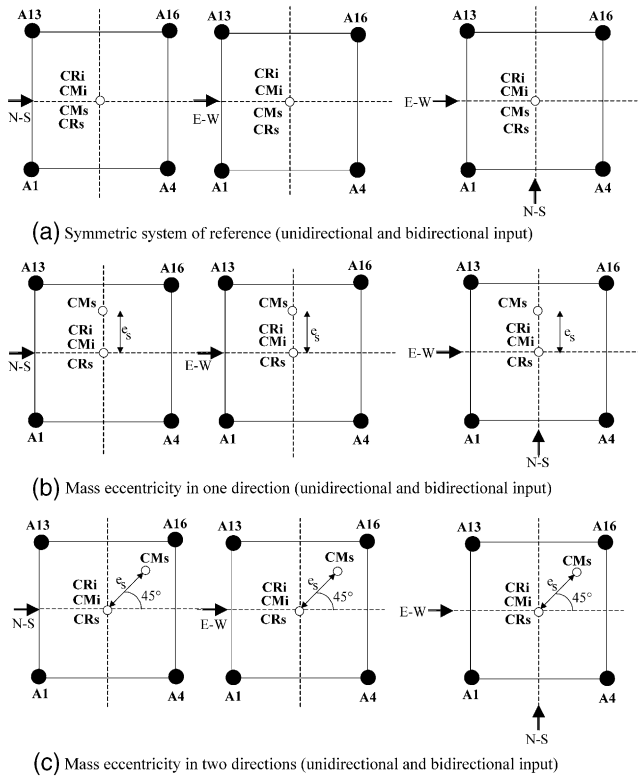 A13 A16 A13 A16 A13 A16
CRi CRi CRi
CMi CMi CMi
N-S CMs E-W CMs E-W CMs
CRs CRs CRs
A1 A4 A1 A4 A1 A4
N-S
(a) Symmetric system of reference (unidirectional and bidirectional input)
A13 A16 A13 A16 A13 A16
CMs CMs CMs
es es es
CRi CRi CRi
CMi CMi CMi
N-S CRs E-W CRs E-W CRs
A1 A4 A1 A4 A1 A4
N-S
(b) Mass eccentricity in one direction (unidirectional and bidirectional input)
A13 A16 A13 A16 A13 A16
CMs CMs CMs
es es es
CRi CRi CRi
CMi 45° CMi 45° CMi 45°
N-S CRs E-W CRs E-W CRs
A1 A4 A1 A4 A1 A4
N-S
(c) Mass eccentricity in two directions (unidirectional and bidirectional input)